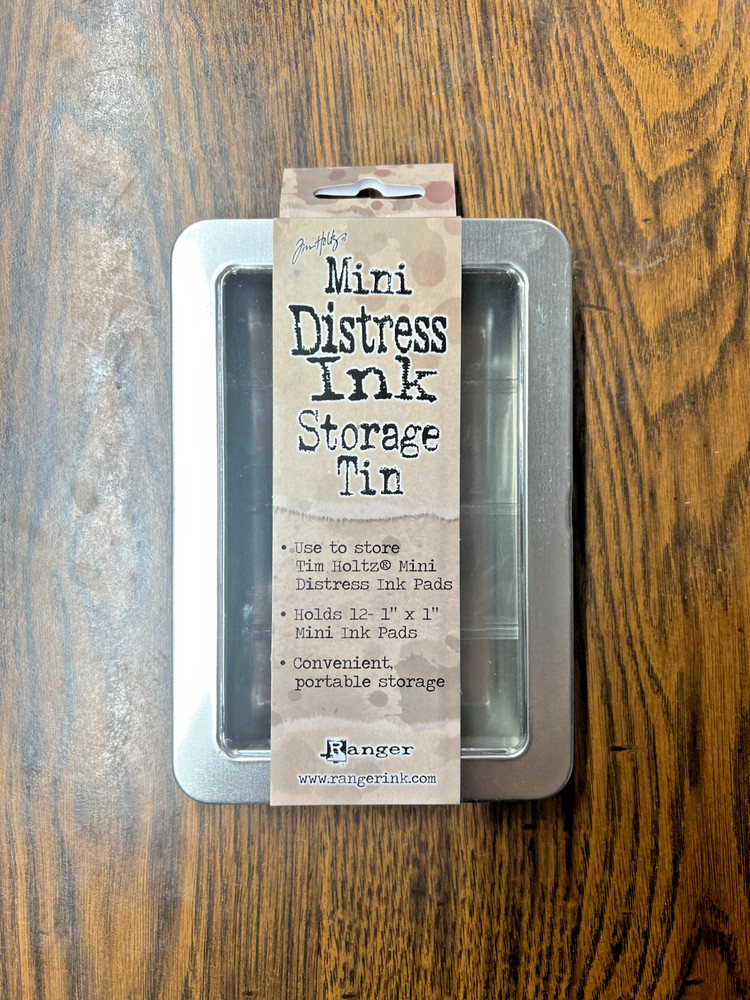 Tim Holtz®
Mini
Distress
Ink
Storage
Tin
• Use to store
Tim Holtz® Mini
Distress Ink Pads
• Holds 12- 1" x 1"
Mini Ink Pads
• Convenient,
portable storage
Ranger
www.rangerink.com